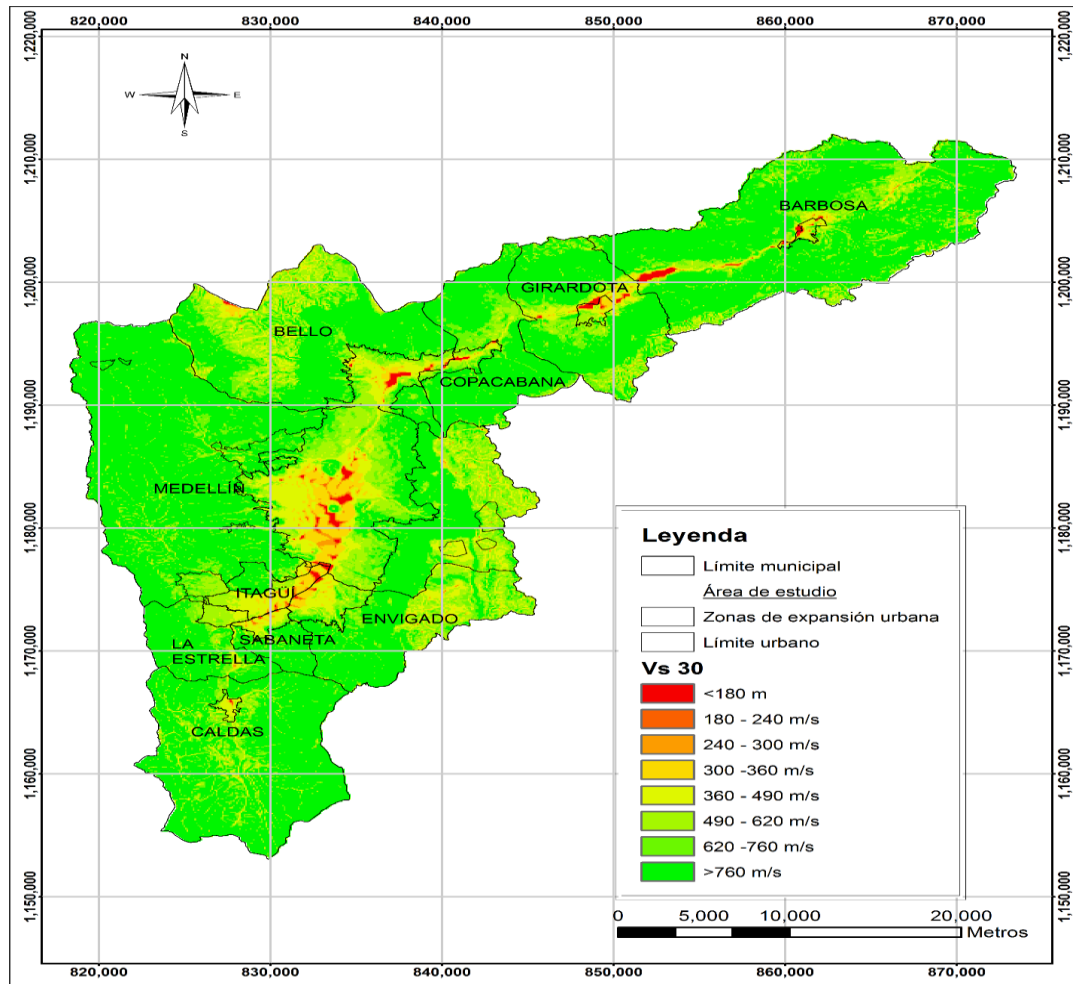 820,000 830,000 840,000 850,000 860,000 870,000
1,220,000 1,220,000
N
W E
S
1,210,000 1,210,000
BARBOSA
1,200,000 1,200,000
GIRARDOTA
BELLO
COPACABANA
1,190,000 1,190,000
MEDELLÍN
1,180,000 1,180,000
ITAGÜÍ
ENVIGADO
SABANETA
LA
ESTRELLA
1,170,000 1,170,000
CALDAS
1,160,000 1,160,000
1,150,000 1,150,000
Leyenda
Límite municipal
Área de estudio
Zonas de expansión urbana
Límite urbano
Vs 30
<180 m
180 - 240 m/s
240 - 300 m/s
300 -360 m/s
360 - 490 m/s
490 - 620 m/s
620 -760 m/s
>760 m/s
0 5,000 10,000 20,000
Metros
820,000 830,000 840,000 850,000 860,000 870,000